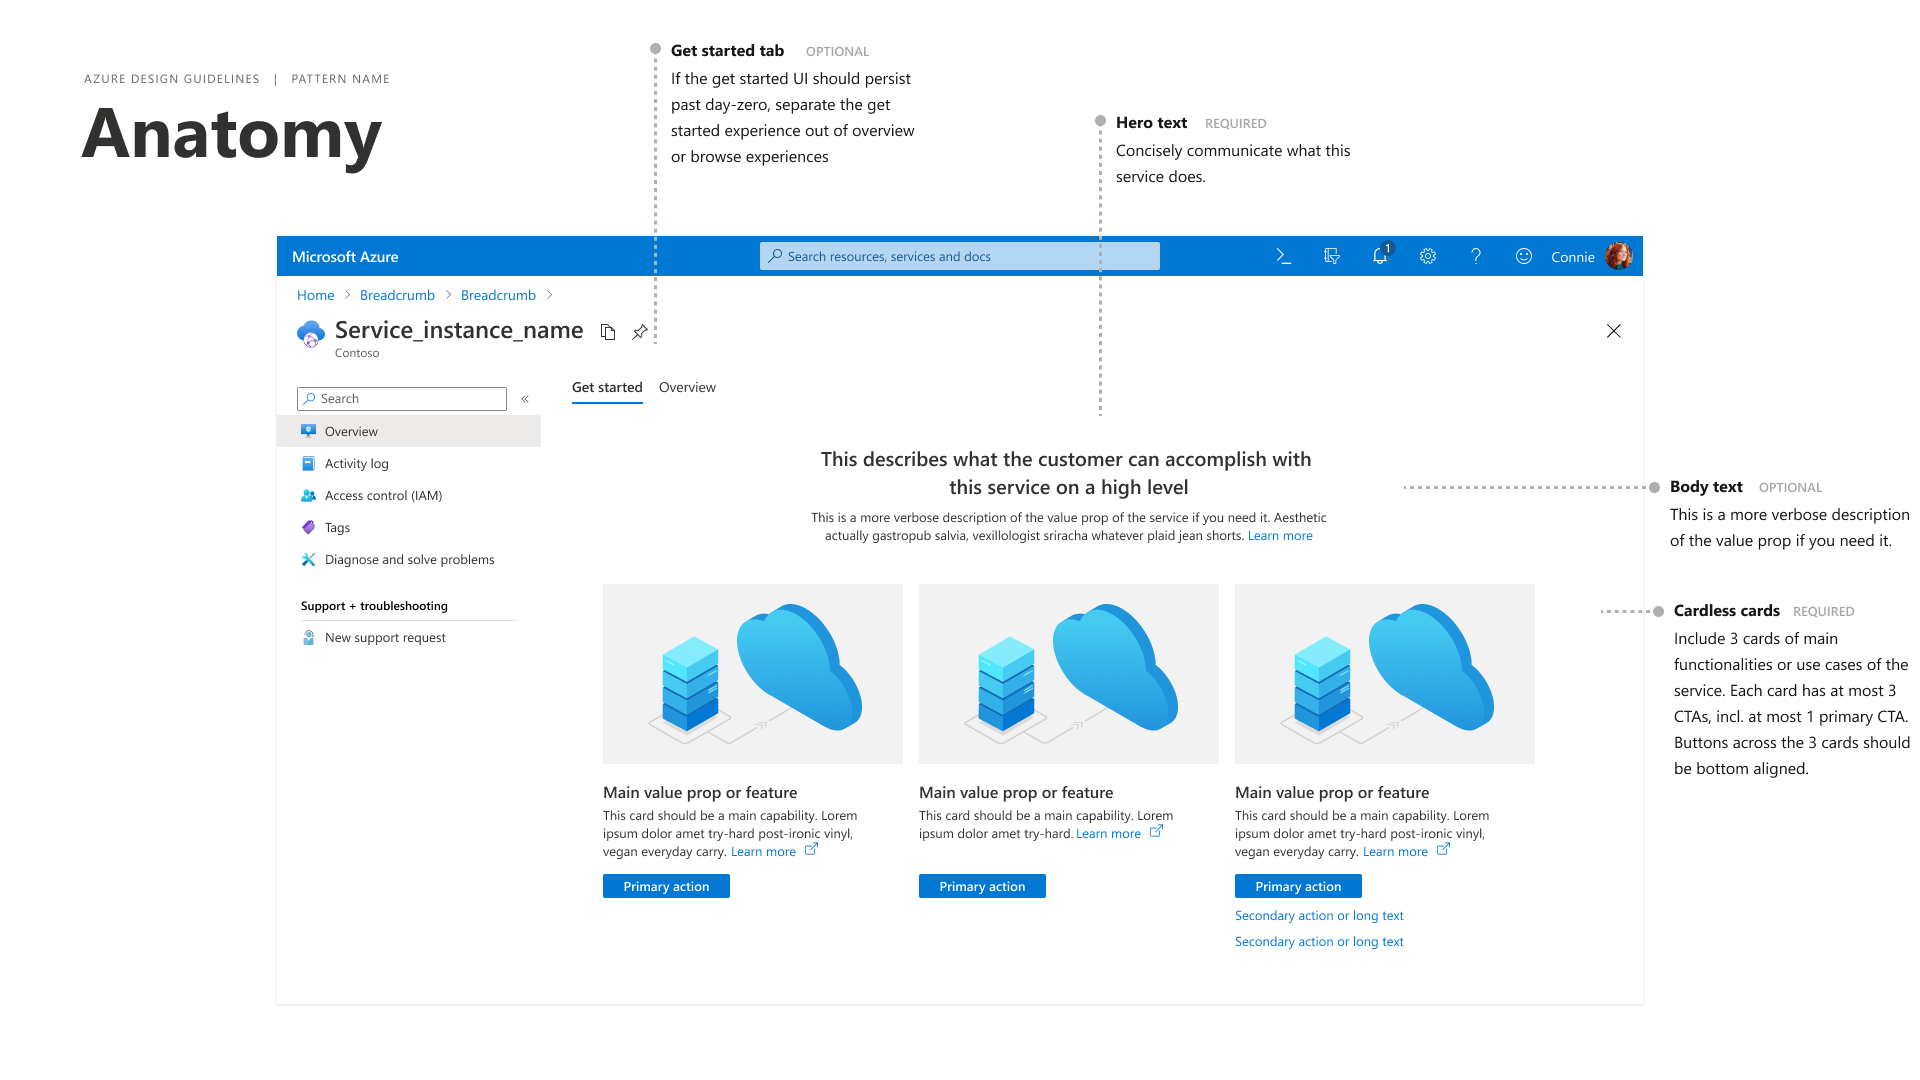 AZURE DESIGN GUIDELINES | PATTERN NAME
Anatomy
Get started tab OPTIONAL
If the get started UI should persist
past day-zero, separate the get
started experience out of overview
or browse experiences
Hero text REQUIRED
Concisely communicate what this
service does.
Microsoft Azure
Search resources, services and docs
1
Connie
Home > Breadcrumb > Breadcrumb >
Service_instance_name
Contoso
Search «
Overview
Activity log
Access control (IAM)
Tags
Diagnose and solve problems
Support + troubleshooting
New support request
Get started Overview
This describes what the customer can accomplish with
this service on a high level
This is a more verbose description of the value prop of the service if you need it. Aesthetic
actually gastropub salvia, vexillologist sriracha whatever plaid jean shorts. Learn more
Main value prop or feature
This card should be a main capability. Lorem
ipsum dolor amet try-hard post-ironic vinyl,
vegan everyday carry. Learn more
Primary action
Main value prop or feature
This card should be a main capability. Lorem
ipsum dolor amet try-hard. Learn more
Primary action
Main value prop or feature
This card should be a main capability. Lorem
ipsum dolor amet try-hard post-ironic vinyl,
vegan everyday carry. Learn more
Primary action
Secondary action or long text
Secondary action or long text
Body text OPTIONAL
This is a more verbose description
of the value prop if you need it.
Cardless cards REQUIRED
Include 3 cards of main
functionalities or use cases of the
service. Each card has at most 3
CTAs, incl. at most 1 primary CTA.
Buttons across the 3 cards should
be bottom aligned.